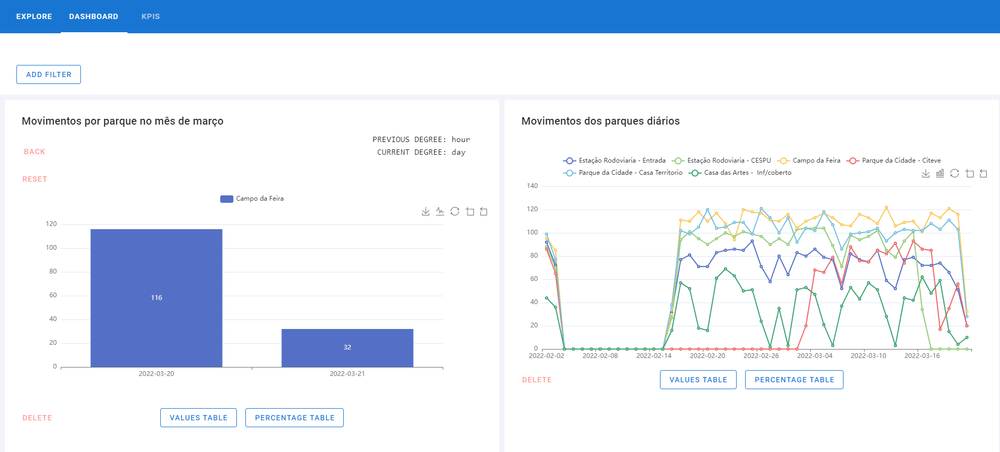 EXPLORE DASHBOARD KPIS
ADD FILTER
Movimentos por parque no mês de março
PREVIOUS DEGREE: hour
CURRENT DEGREE: day
BACK
RESET
Campo da Feira
120
100
80
60
40
20
0
116
32
2022-03-20 2022-03-21
DELETE VALUES TABLE PERCENTAGE TABLE
Movimentos dos parques diários
Estação Rodoviaria - Entrada Estação Rodoviaria - CESPU Campo da Feira Parque da Cidade - Citeve
Parque da Cidade - Casa Territorio Casa das Artes - Inf/coberto
140
120
100
80
60
40
20
0
2022-02-02 2022-02-08 2022-02-14 2022-02-20 2022-02-26 2022-03-04 2022-03-10 2022-03-16
DELETE VALUES TABLE PERCENTAGE TABLE